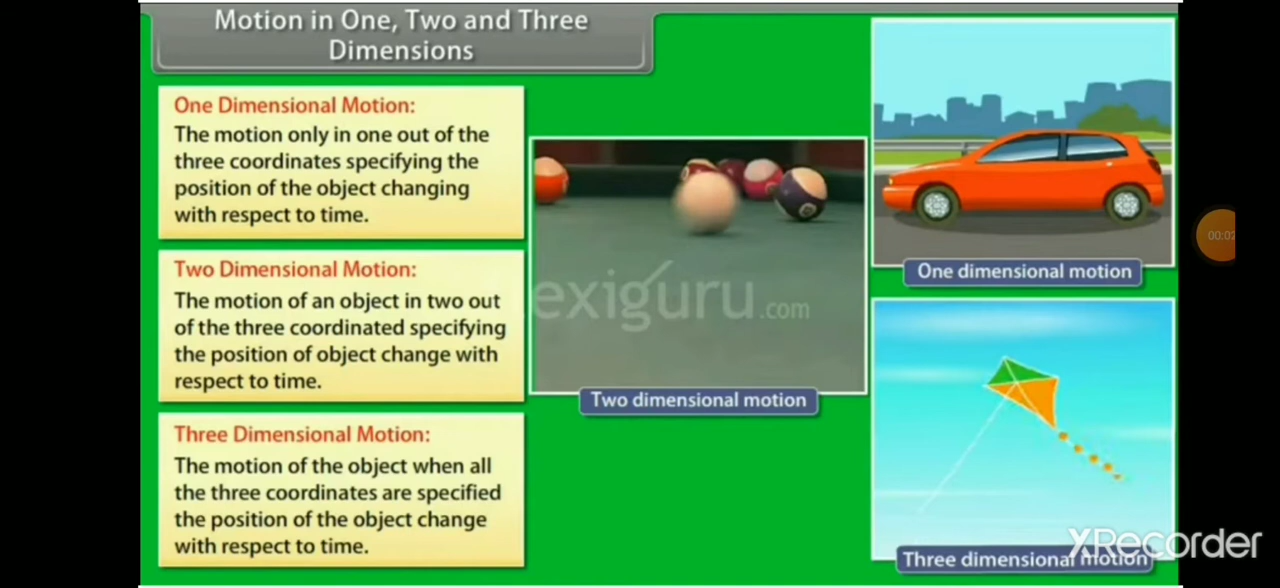 Motion in One, Two and Three
Dimensions
One Dimensional Motion:
The motion only in one out of the
three coordinates specifying the
position of the object changing
with respect to time.
Two Dimensional Motion:
The motion of an object in two out
of the three coordinated specifying
the position of object change with
respect to time.
Three Dimensional Motion:
The motion of the object when all
the three coordinates are specified
the position of the object change
with respect to time.
exiguru.com
Two dimensional motion
One dimensional motion
00:02
Three dimensional motion
XRecorder